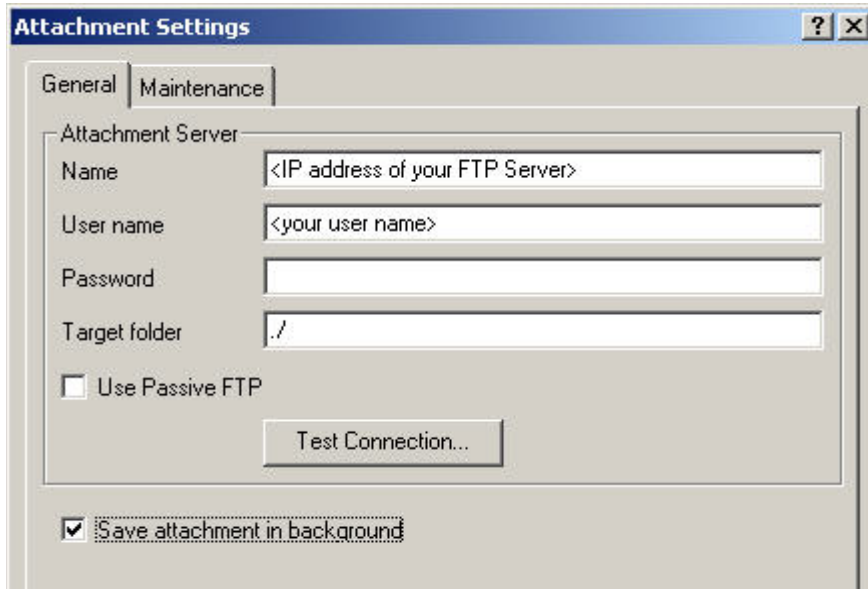 Attachment Settings
General Maintenance
Attachment Server
Name <IP address of your FTP Server>
User name <your user name>
Password
Target folder ./
Use Passive FTP
Test Connection...
Save attachment in background